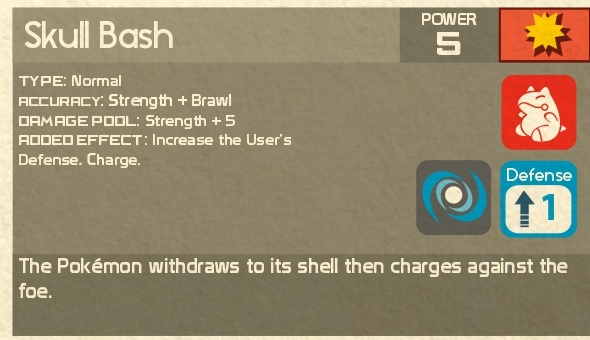 Skull Bash
POWER
5
TYPE: Normal
ACCURACY: Strength + Brawl
DAMAGE POOL: Strength + 5
ADDED EFFECT: Increase the User's
Defense. Charge.
Defense
1
The Pokémon withdraws to its shell then charges against the
foe.